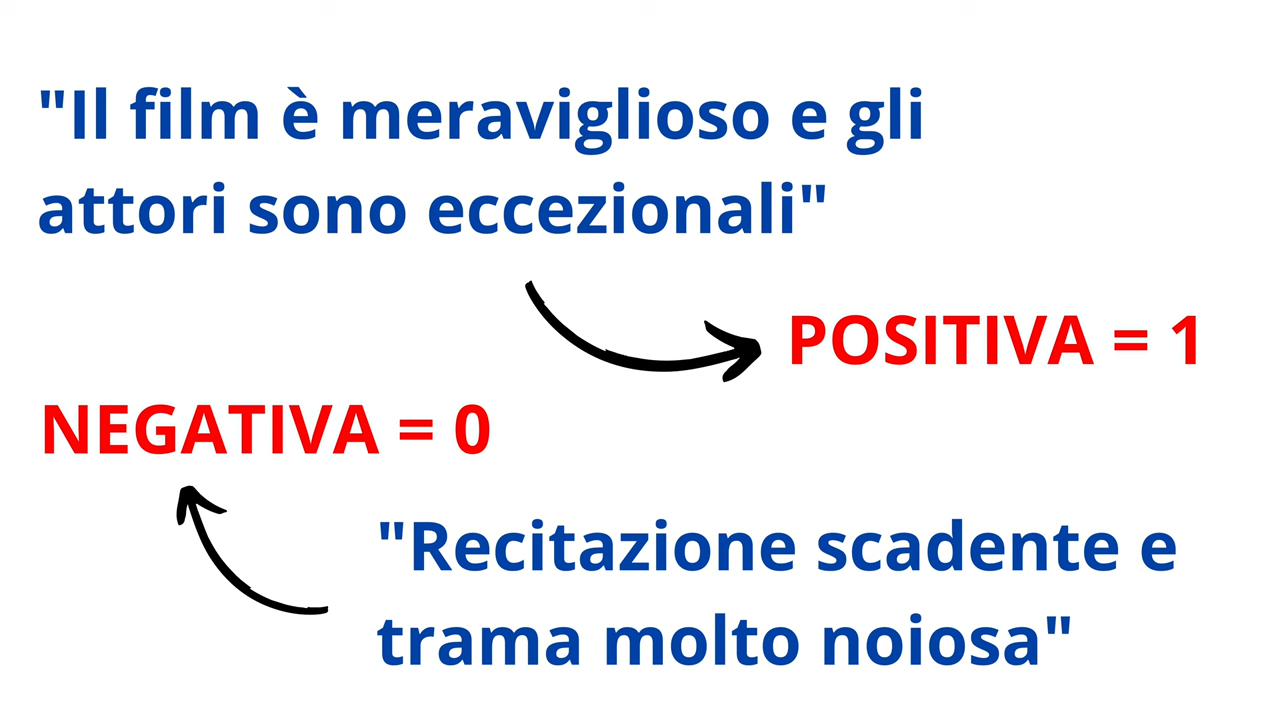 "Il film è meraviglioso e gli
attori sono eccezionali"
POSITIVA = 1
NEGATIVA = 0
"Recitazione scadente e
trama molto noiosa"